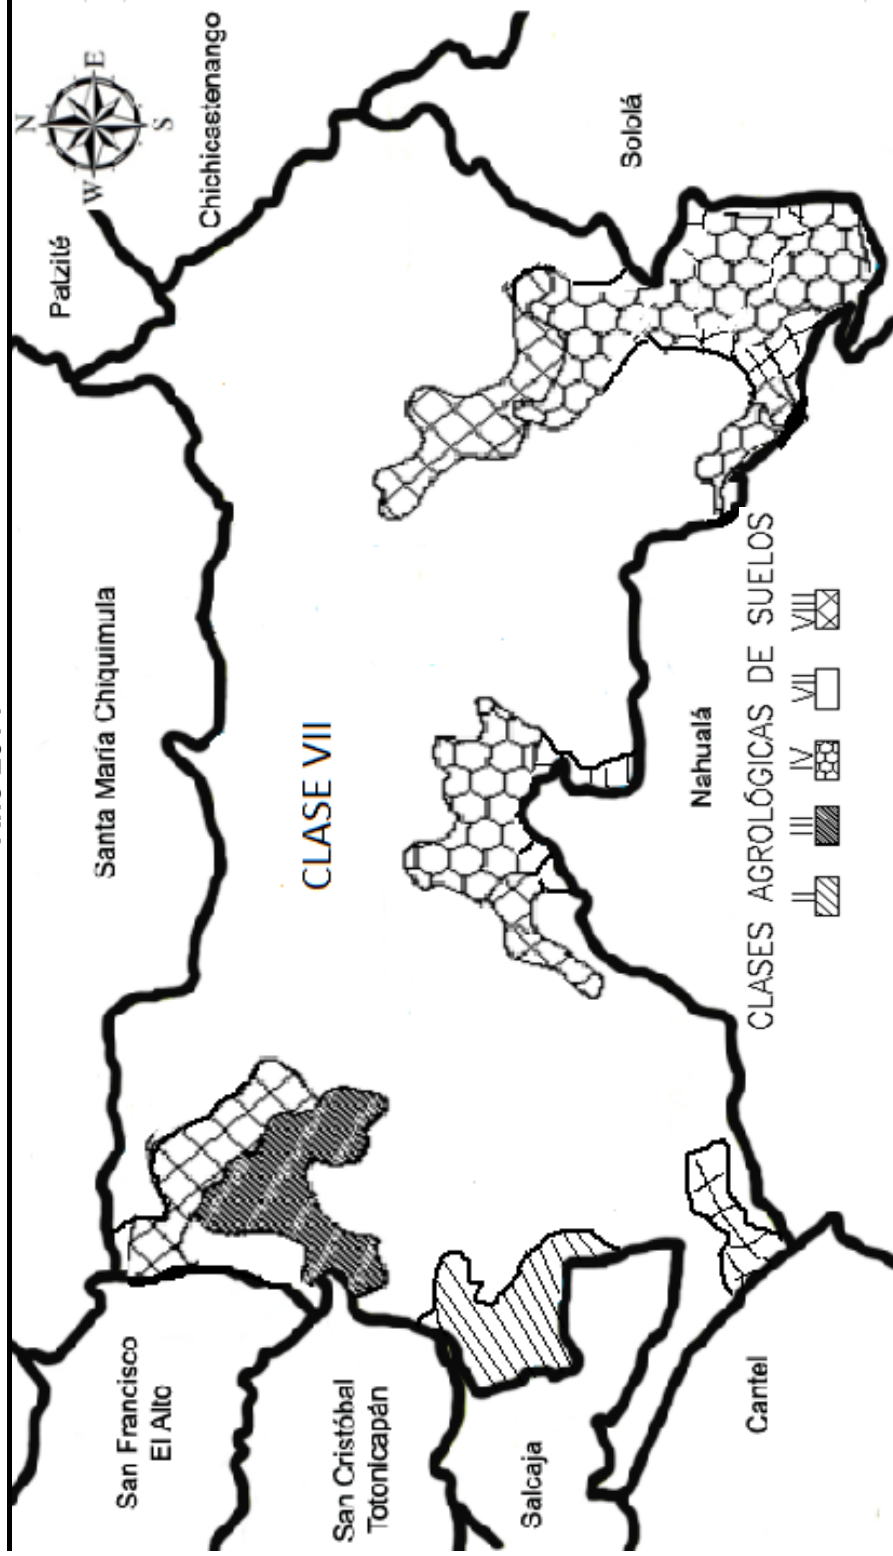 N
W
E
S
Patzité
Santa María Chiquimula
San Francisco
El Alto
Chichicastenango
CLASE VII
San Cristóbal
Totonicapán
Salcaja
Sololá
Nahualá
Cantel
CLASES AGROLÓGICAS DE SUELOS
II III IV VII VIII